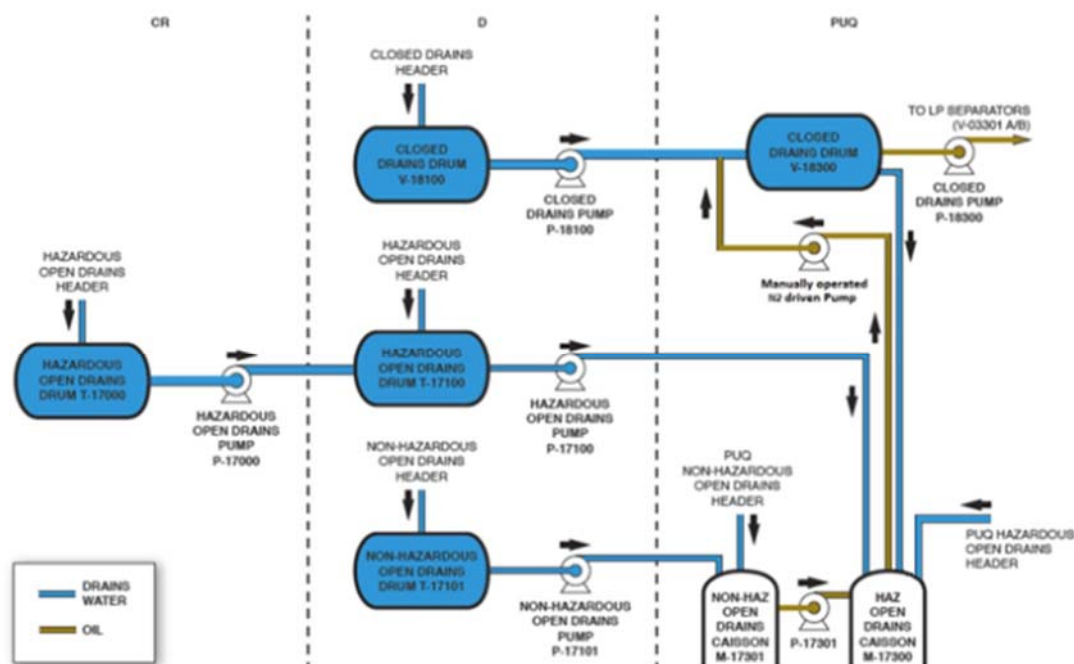 CR
D
PUQ
CLOSED DRAINS
HEADER
CLOSED
DRAINS DRUM
V-18100
CLOSED
DRAINS PUMP
P-18100
CLOSED
DRAINS DRUM
V-18300
TO LP SEPARATORS
(V-03301 A/B)
CLOSED
DRAINS PUMP
P-18300
Manually operated
N2 driven Pump
HAZARDOUS
OPEN DRAINS
HEADER
HAZARDOUS
OPEN DRAINS
DRUM T-17000
HAZARDOUS
OPEN DRAINS
PUMP
P-17000
HAZARDOUS
OPEN DRAINS
HEADER
HAZARDOUS
OPEN DRAINS
DRUM T-17100
HAZARDOUS
OPEN DRAINS
PUMP
P-17100
NON-HAZARDOUS
OPEN DRAINS
HEADER
NON-HAZARDOUS
OPEN DRAINS
DRUM T-17101
NON-HAZARDOUS
OPEN DRAINS
PUMP
P-17101
PUQ
NON-HAZARDOUS
OPEN DRAINS
HEADER
PUQ HAZARDOUS
OPEN DRAINS
HEADER
NON-HAZ
OPEN
DRAINS
CAISSON
M-17301
P-17301
HAZ
OPEN
DRAINS
CAISSON
M-17300
DRAINS
WATER
OIL